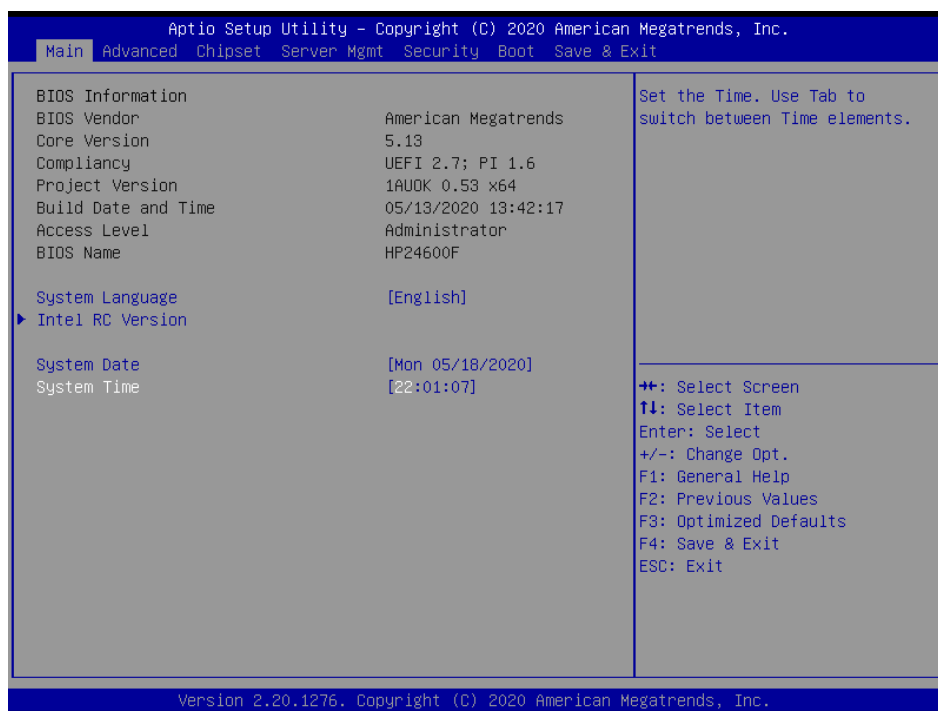 Aptio Setup Utility – Copyright (C) 2020 American Megatrends, Inc.
Main Advanced Chipset Server Mgmt Security Boot Save & Exit
BIOS Information
BIOS Vendor American Megatrends
Core Version 5.13
Compliancy UEFI 2.7; PI 1.6
Project Version 1AUOK 0.53 x64
Build Date and Time 05/13/2020 13:42:17
Access Level Administrator
BIOS Name HP24600F
System Language [English]
Intel RC Version
System Date [Mon 05/18/2020]
System Time [22:01:07]
Set the Time. Use Tab to
switch between Time elements.
→←: Select Screen
↑↓: Select Item
Enter: Select
+/-: Change Opt.
F1: General Help
F2: Previous Values
F3: Optimized Defaults
F4: Save & Exit
ESC: Exit
Version 2.20.1276. Copyright (C) 2020 American Megatrends, Inc.